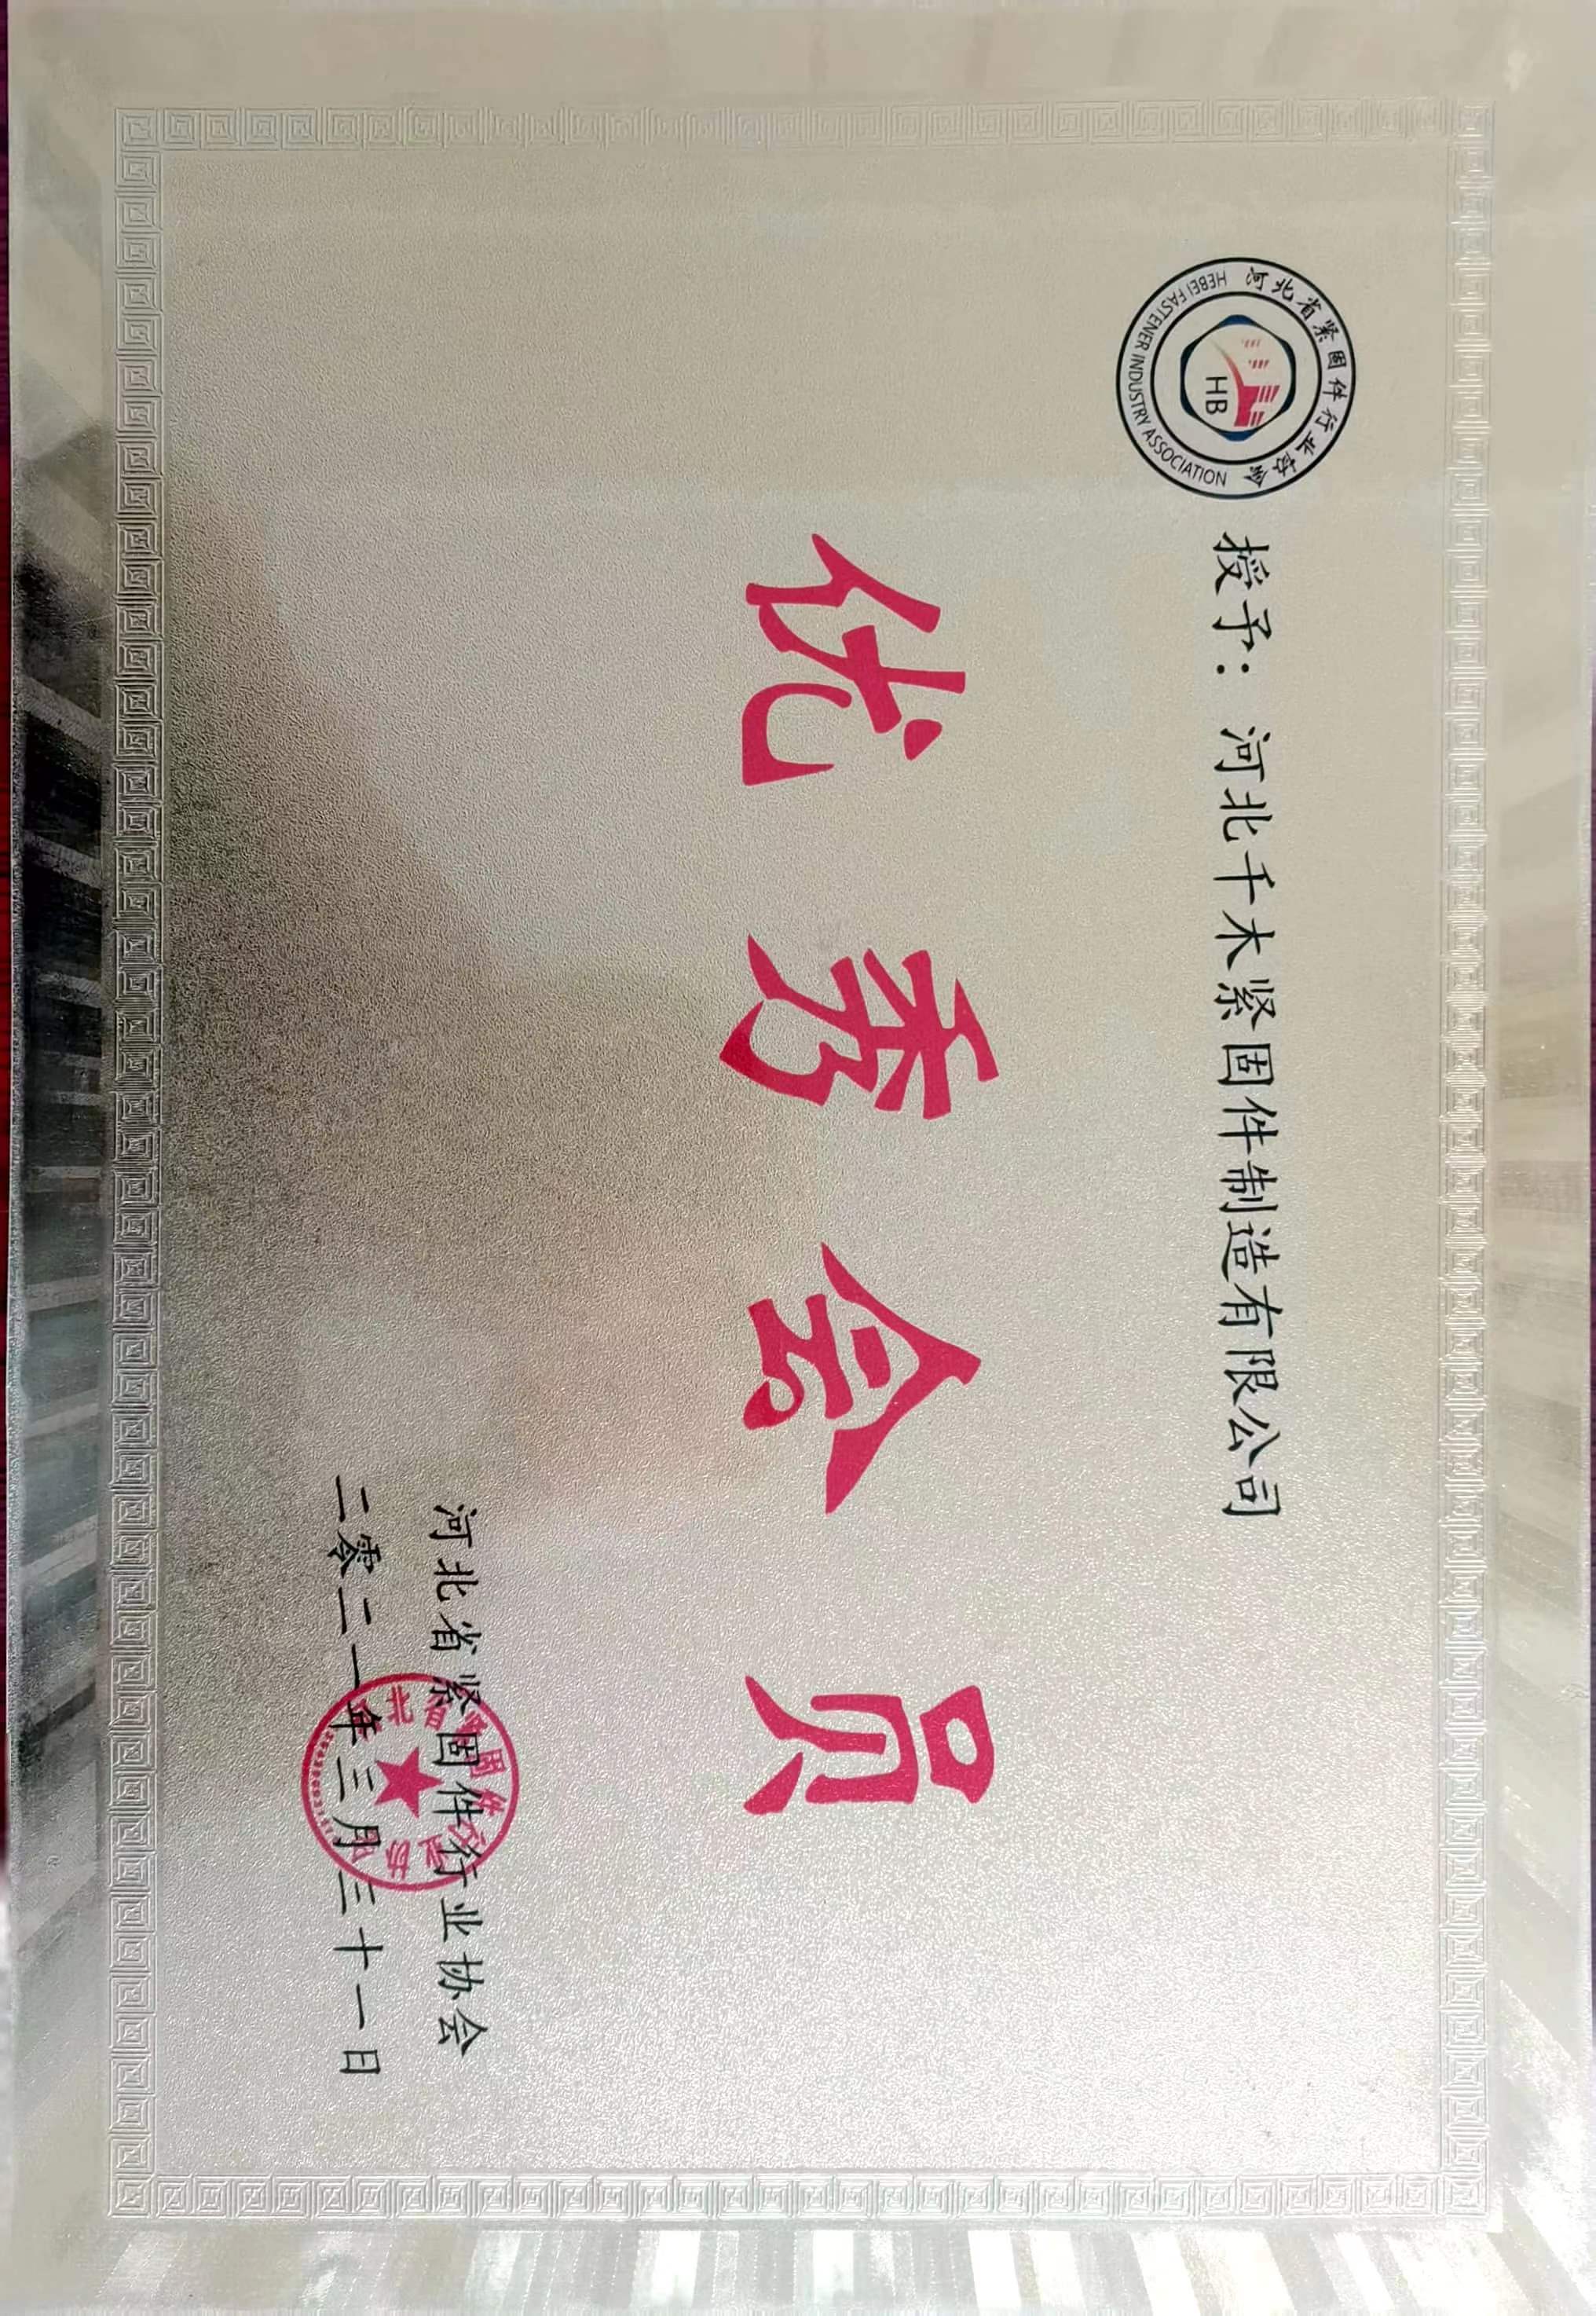 河北省紧固件行业协会
HEBEI FASTENER INDUSTRY ASSOCIATION
HB
授予：河北千木紧固件制造有限公司
优秀会员
河北省紧固件行业协会
二零二一年三月三十一日